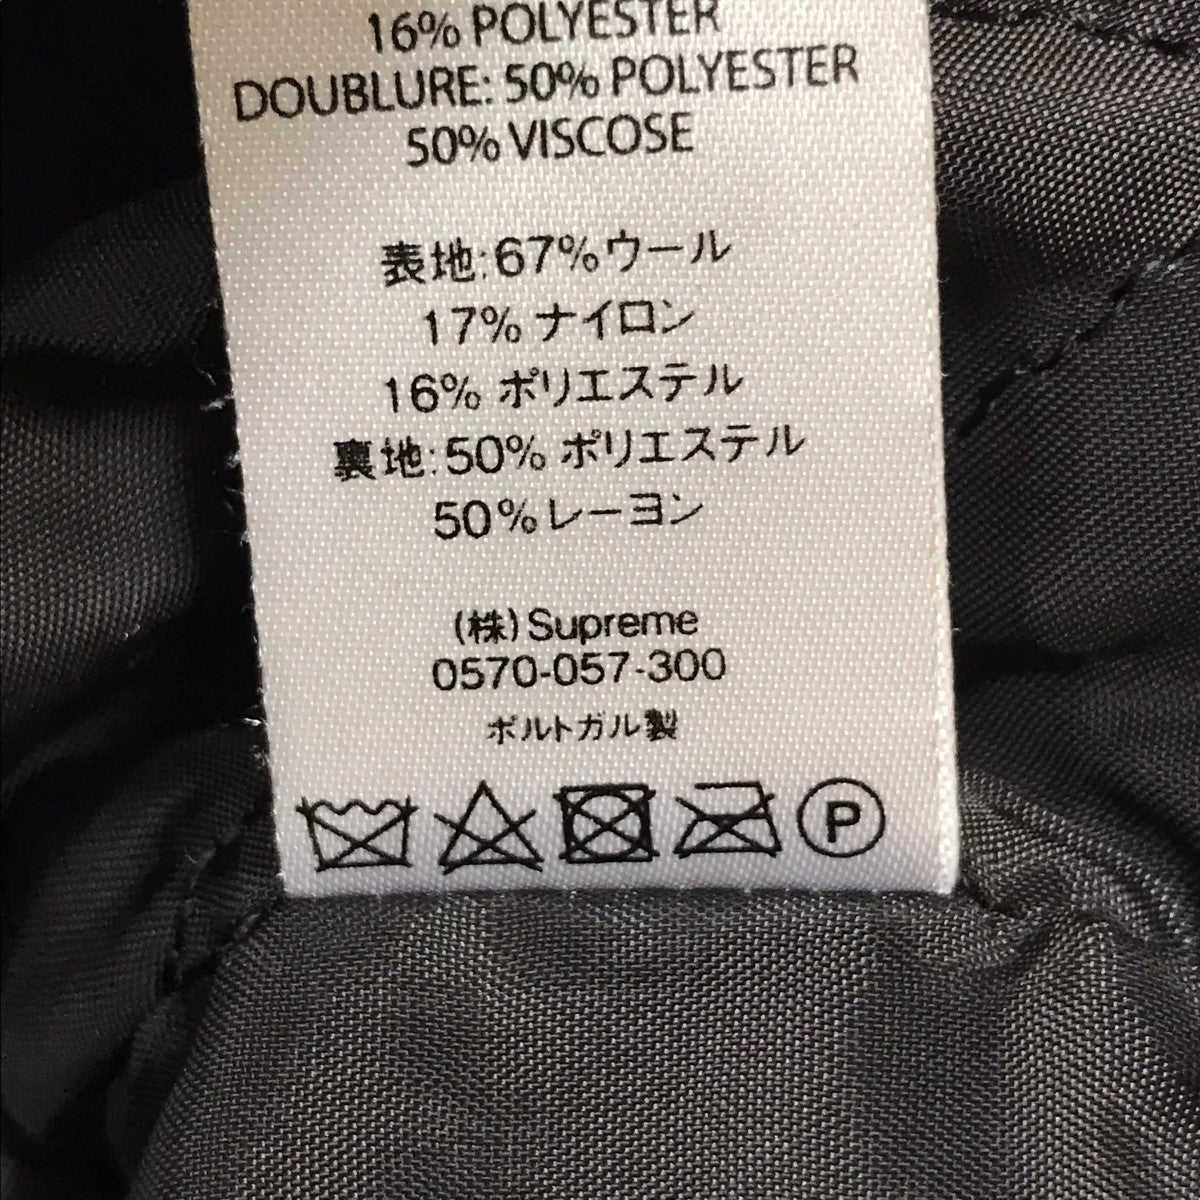 16% POLYESTER
DOUBLURE: 50% POLYESTER
50% VISCOSE
表地:67%ウール
17% ナイロン
16% ポリエステル
裏地:50% ポリエステル
50%レーヨン
(株)Supreme
0570-057-300
ポルトガル製
P